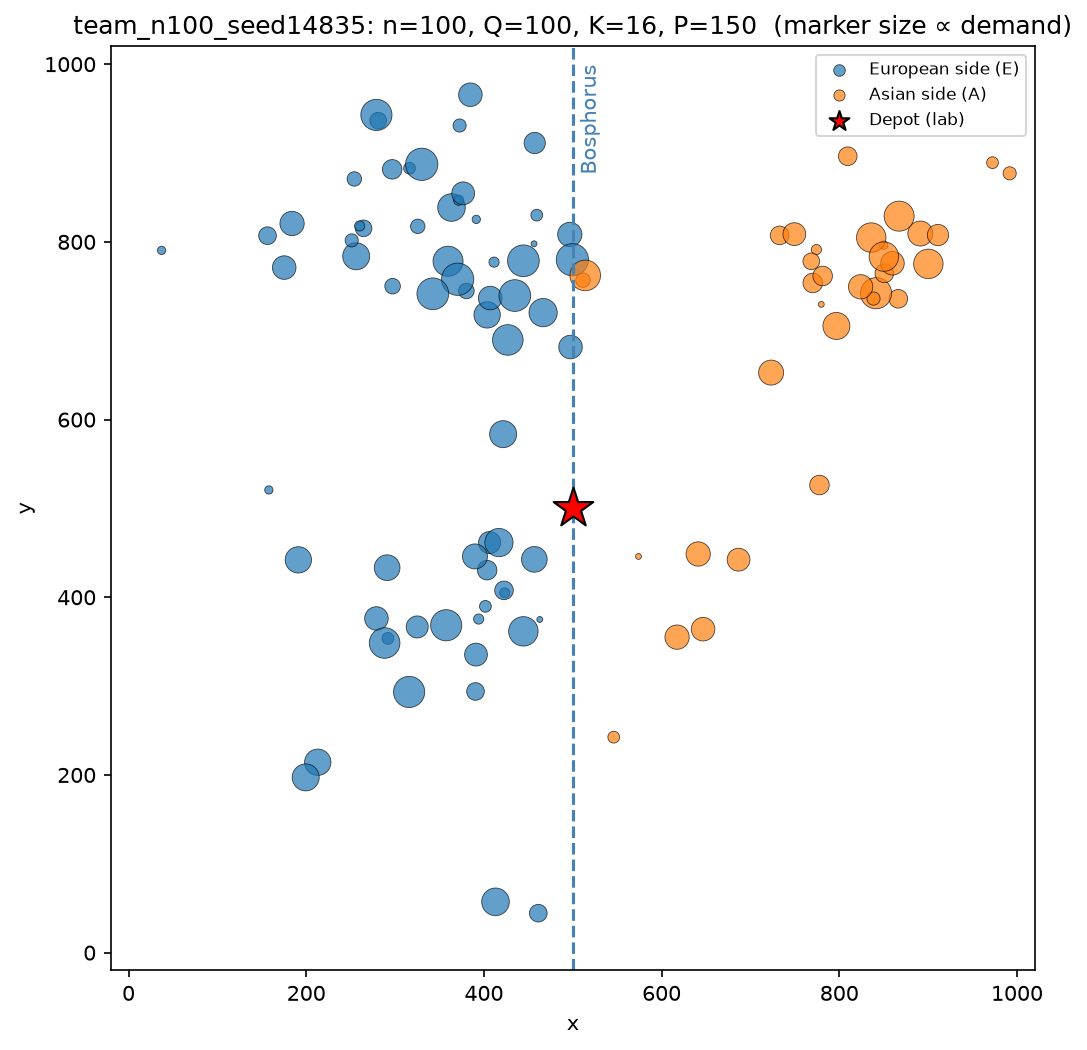 team_n100_seed14835: n=100, Q=100, K=16, P=150  (marker size ∝ demand)
European side (E)
Asian side (A)
Depot (lab)
Bosphorus
1000
800
600
400
200
0
y
0
200
400
600
800
1000
x